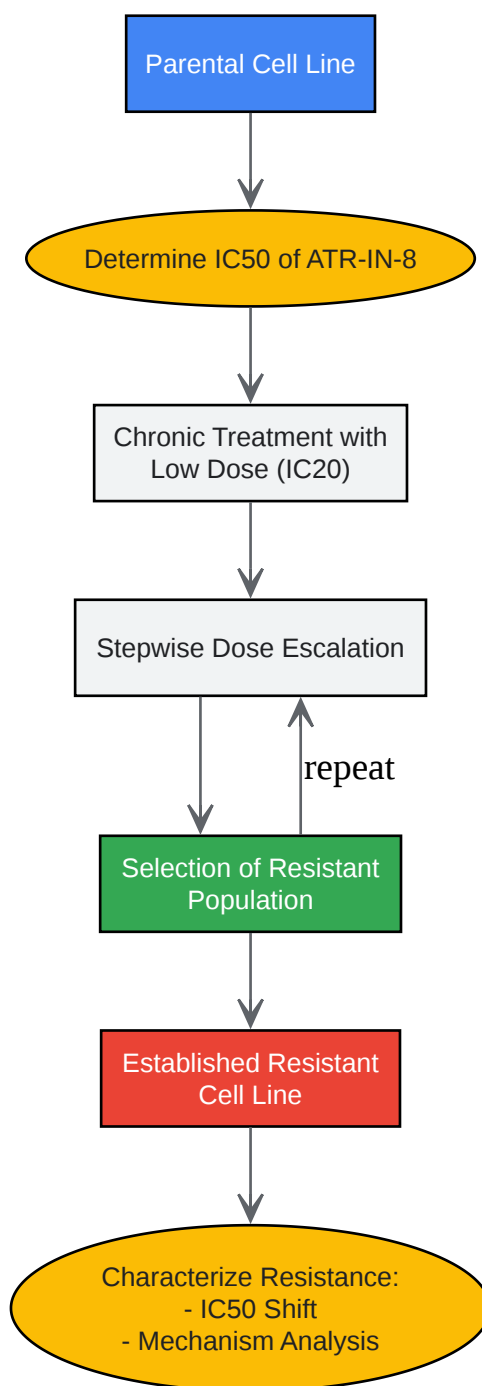 Parental Cell Line
Determine IC50 of ATR-IN-8
Chronic Treatment with
Low Dose (IC20)
Stepwise Dose Escalation
repeat
Selection of Resistant
Population
Established Resistant
Cell Line
Characterize Resistance:
- IC50 Shift
- Mechanism Analysis